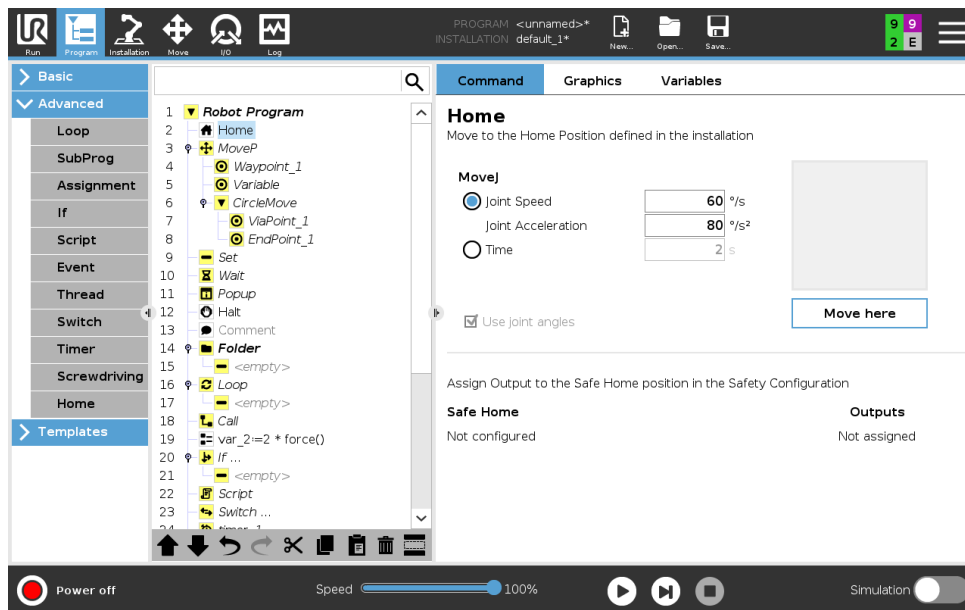 PROGRAM <unnamed>*
INSTALLATION default_1*
Run Program Installation Move I/O Log New... Open... Save...
9 9
2 E
Basic
Advanced
Loop
SubProg
Assignment
If
Script
Event
Thread
Switch
Timer
Screwdriving
Home
Templates
1 Robot Program
2 Home
3 MoveP
4 Waypoint_1
5 Variable
6 CircleMove
7 ViaPoint_1
8 EndPoint_1
9 Set
10 Wait
11 Popup
12 Halt
13 Comment
14 Folder
15 <empty>
16 Loop
17 <empty>
18 Call
19 var_2:=2 * force()
20 If ...
21 <empty>
22 Script
23 Switch ...
24 timer_1
Command Graphics Variables
Home
Move to the Home Position defined in the installation
MoveJ
Joint Speed 60 °/s
Joint Acceleration 80 °/s²
Time 2 s
Use joint angles
Move here
Assign Output to the Safe Home position in the Safety Configuration
Safe Home Outputs
Not configured Not assigned
Power off Speed 100% Simulation